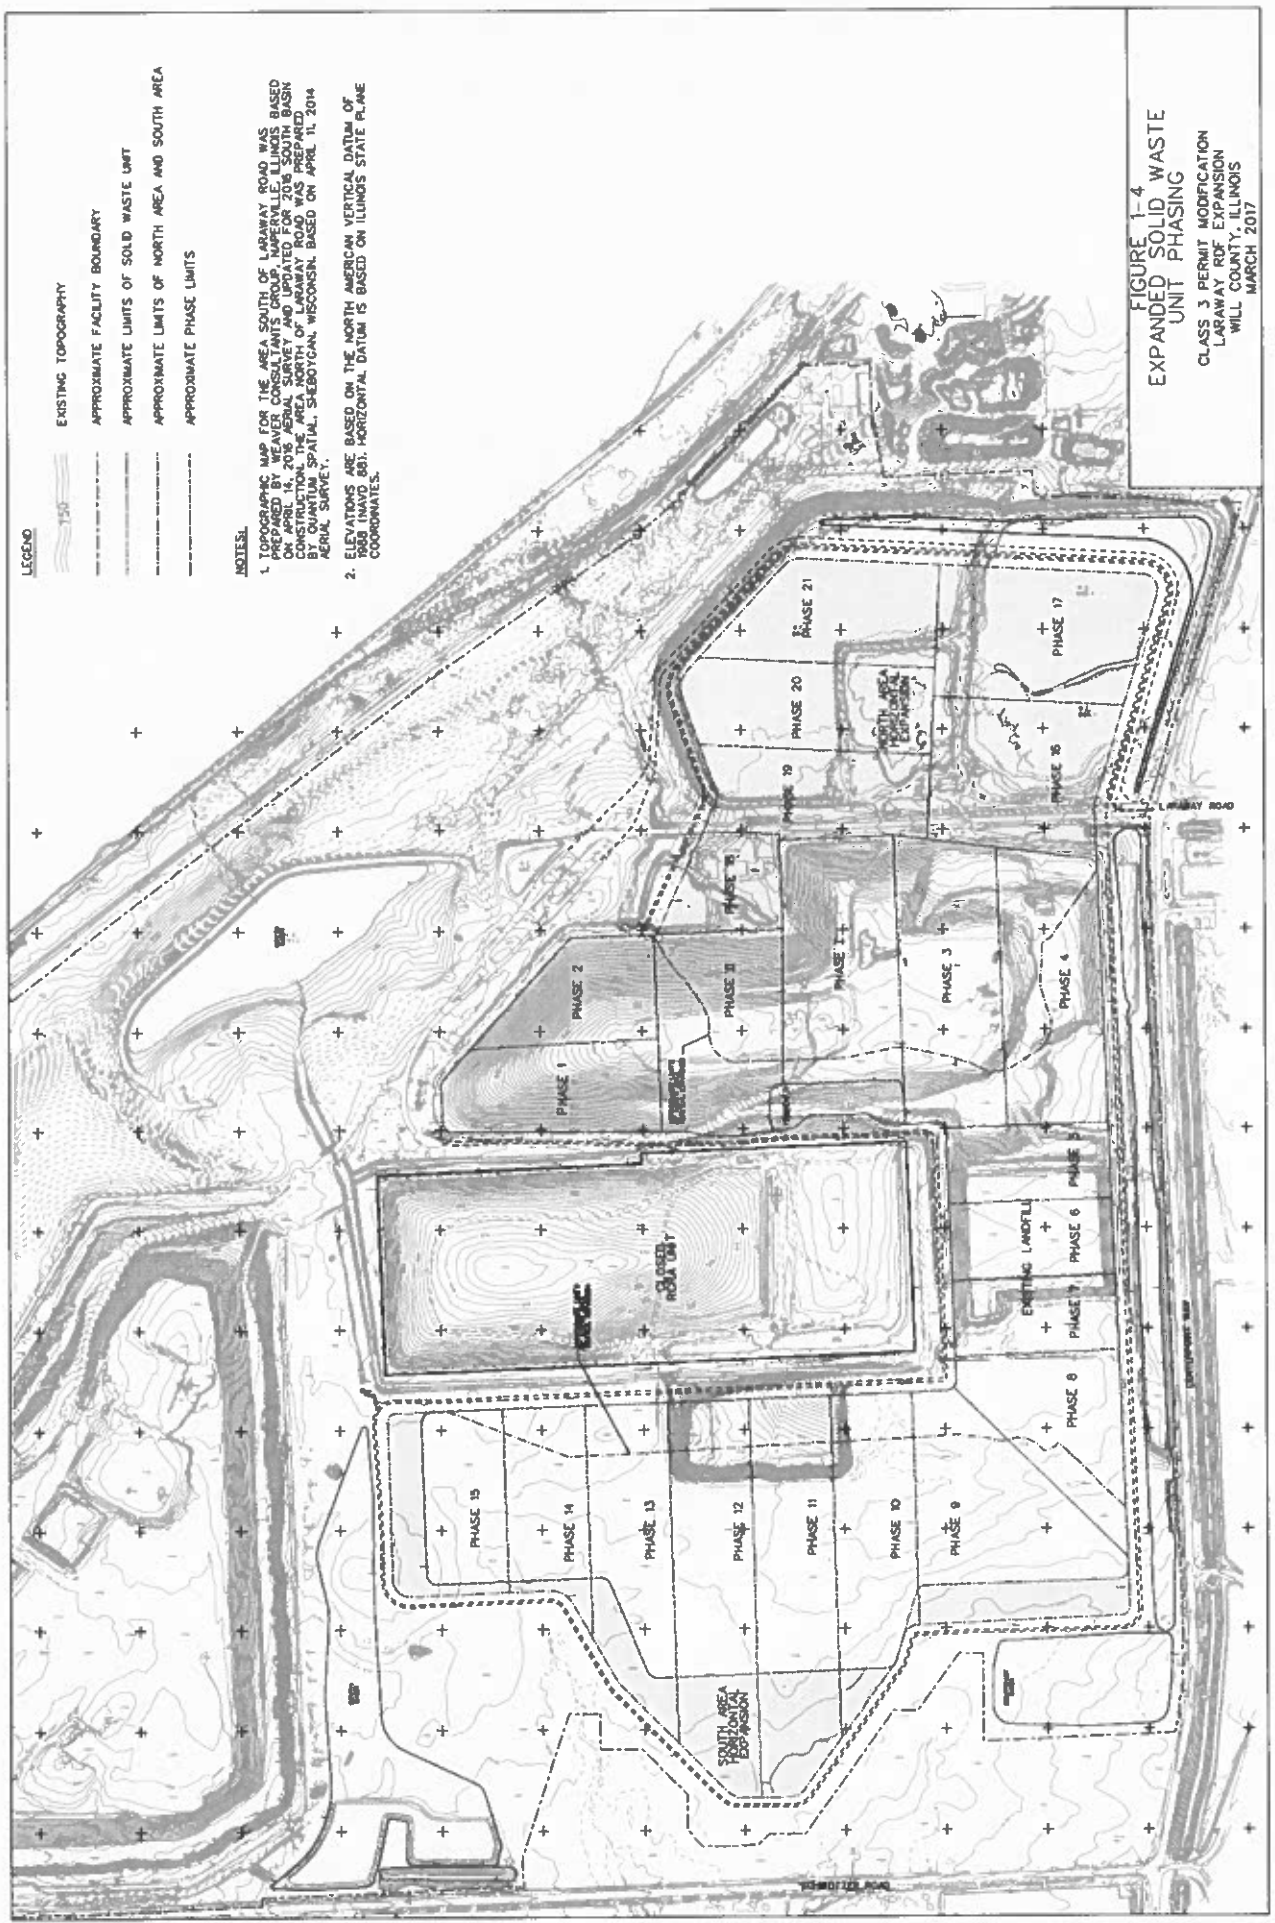 LEGEND
750
EXISTING TOPOGRAPHY
APPROXIMATE FACILITY BOUNDARY
APPROXIMATE LIMITS OF SOLID WASTE UNIT
APPROXIMATE LIMITS OF NORTH AREA AND SOUTH AREA
APPROXIMATE PHASE LIMITS
NOTES:
1. TOPOGRAPHIC MAP FOR THE AREA SOUTH OF LARAWAY ROAD WAS
PREPARED BY WEAVER CONSULTANTS GROUP, NAPERVILLE, ILLINOIS BASED
ON APRIL 14, 2016 AERIAL SURVEY AND UPDATED FOR 2016 SOUTH BASIN
CONSTRUCTION. THE AREA NORTH OF LARAWAY ROAD WAS PREPARED
BY QUANTUM SPATIAL, SHEBOYGAN, WISCONSIN. BASED ON APRIL 11, 2014
AERIAL SURVEY.
2. ELEVATIONS ARE BASED ON THE NORTH AMERICAN VERTICAL DATUM OF
1988 (NAVD 88). HORIZONTAL DATUM IS BASED ON ILLINOIS STATE PLANE
COORDINATES.
PHASE 15
PHASE 14
PHASE 13
PHASE 12
PHASE 11
PHASE 10
PHASE 9
PHASE 8
PHASE 7
PHASE 6
PHASE 5
EXISTING LANDFILL
SOUTH AREA
HORIZONTAL
EXPANSION
CLOSED
RCRA UNIT
PHASE 1
PHASE 2
PHASE 3
PHASE 4
PHASE 18
PHASE 19
PHASE 20
PHASE 21
NORTH AREA
HORIZONTAL
EXPANSION
PHASE 16
PHASE 17
LARAWAY ROAD
FIGURE 1-4
EXPANDED SOLID WASTE
UNIT PHASING
CLASS 3 PERMIT MODIFICATION
LARAWAY RDF EXPANSION
WILL COUNTY, ILLINOIS
MARCH 2017